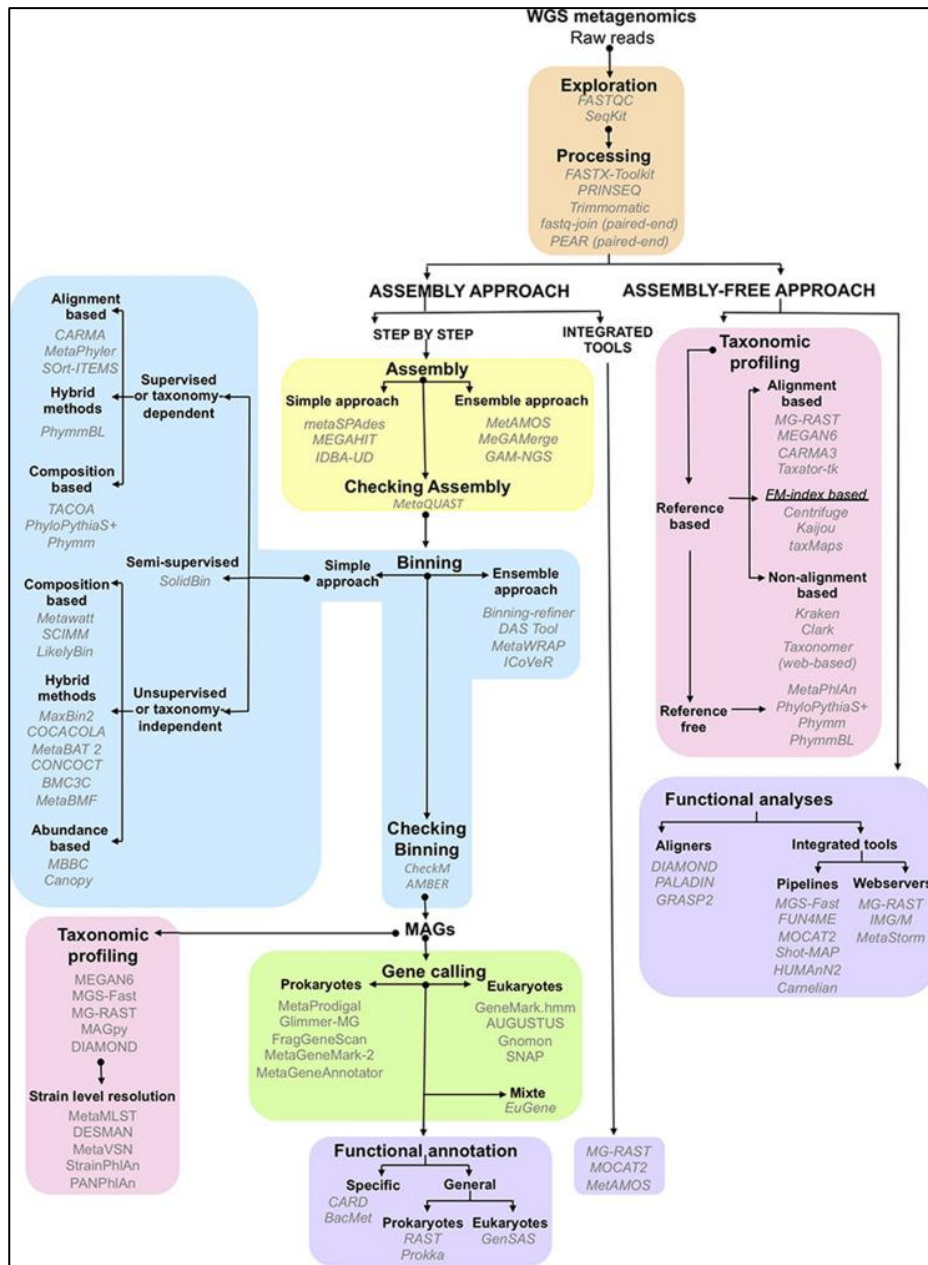 WGS metagenomics
Raw reads
Exploration
FASTQC
SeqKit
Processing
FASTX-Toolkit
PRINSEQ
Trimmomatic
fastq-join (paired-end)
PEAR (paired-end)
ASSEMBLY APPROACH
ASSEMBLY-FREE APPROACH
STEP BY STEP
INTEGRATED
TOOLS
Assembly
Simple approach
metaSPAdes
MEGAHIT
IDBA-UD
Ensemble approach
MetAMOS
MeGAMerge
GAM-NGS
Checking Assembly
MetaQUAST
Binning
Simple
approach
Ensemble
approach
Binning-refiner
DAS Tool
MetaWRAP
ICoVeR
Supervised
or taxonomy-
dependent
Alignment
based
CARMA
MetaPhyler
SOrt-ITEMS
Hybrid
methods
PhymmBL
Composition
based
TACOA
PhyloPythiaS+
Phymm
Semi-supervised
SolidBin
Unsupervised
or taxonomy-
independent
Composition
based
Metawatt
SCIMM
LikelyBin
Hybrid
methods
MaxBin2
COCACOLA
MetaBAT 2
CONCOCT
BMC3C
MetaBMF
Abundance
based
MBBC
Canopy
Checking
Binning
CheckM
AMBER
MAGs
Taxonomic
profiling
MEGAN6
MGS-Fast
MG-RAST
MAGpy
DIAMOND
Strain level resolution
MetaMLST
DESMAN
MetaVSN
StrainPhlAn
PANPhlAn
Gene calling
Prokaryotes
MetaProdigal
Glimmer-MG
FragGeneScan
MetaGeneMark-2
MetaGeneAnnotator
Eukaryotes
GeneMark.hmm
AUGUSTUS
Gnomon
SNAP
Mixte
EuGene
Functional annotation
Specific
CARD
BacMet
General
Prokaryotes
RAST
Prokka
Eukaryotes
GenSAS
MG-RAST
MOCAT2
MetAMOS
Taxonomic
profiling
Reference
based
Alignment
based
MG-RAST
MEGAN6
CARMA3
Taxator-tk
FM-index based
Centrifuge
Kaijou
taxMaps
Non-alignment
based
Kraken
Clark
Taxonomer
(web-based)
Reference
free
MetaPhlAn
PhyloPythiaS+
Phymm
PhymmBL
Functional analyses
Aligners
DIAMOND
PALADIN
GRASP2
Integrated tools
Pipelines
MGS-Fast
FUN4ME
MOCAT2
Shot-MAP
HUMAnN2
Carnelian
Webservers
MG-RAST
IMG/M
MetaStorm